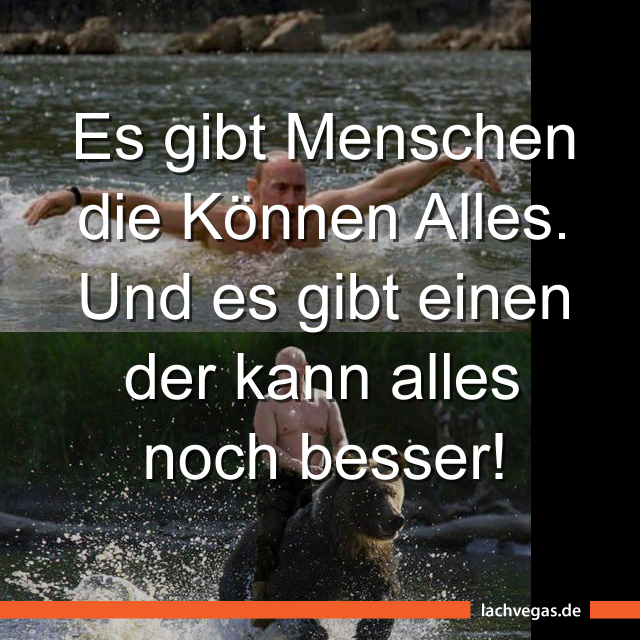 Es gibt Menschen
die Können Alles.
Und es gibt einen
der kann alles
noch besser!
lachvegas.de